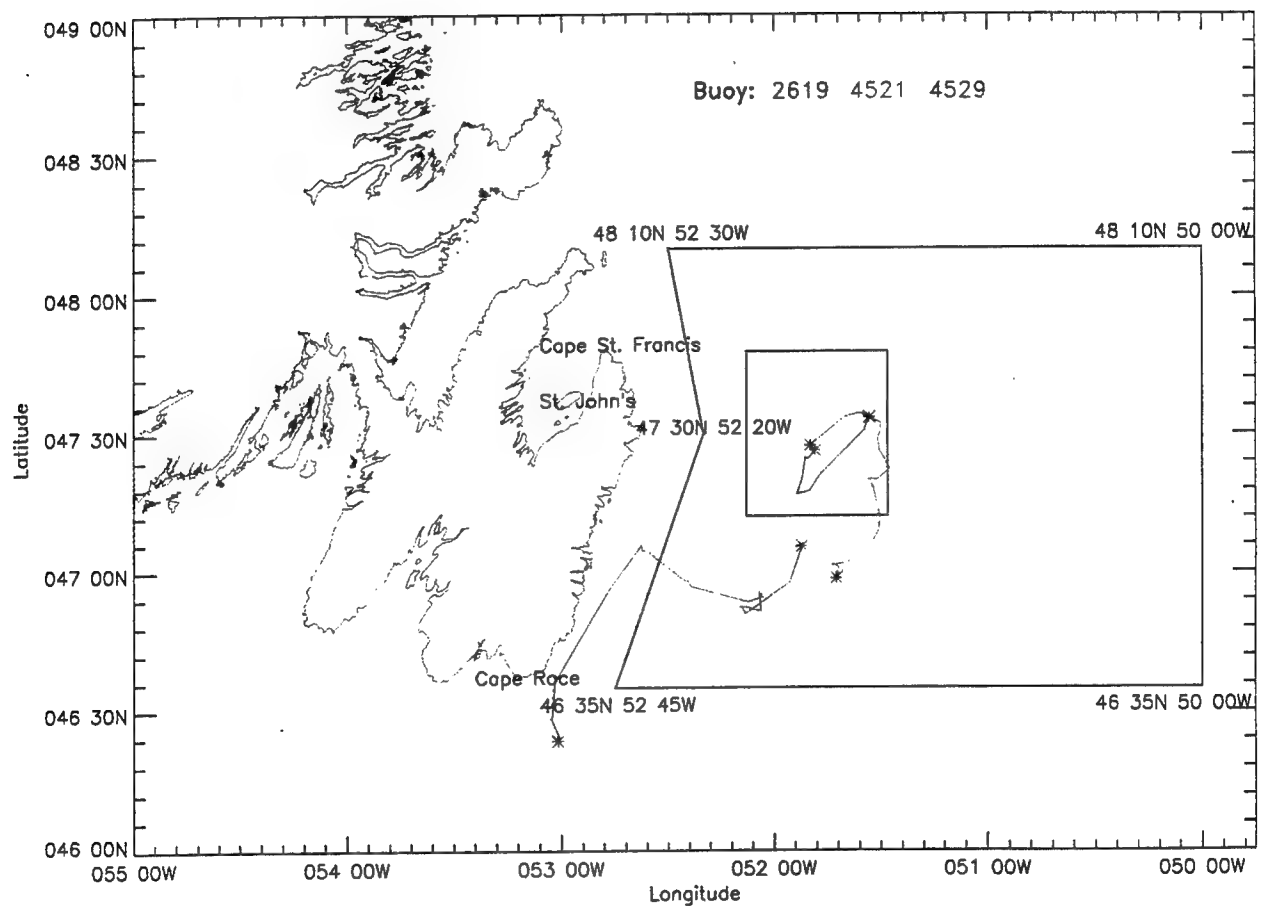 049 00N
Buoy: 2619 4521 4529
048 30N
48 10N 52 30W
48 10N 50 00W
048 00N
Cape St. Francis
St. John's
47 30N 52 20W
047 30N
Latitude
047 00N
Cape Race
46 35N 52 45W
46 35N 50 00W
046 30N
046 00N
055 00W
054 00W
053 00W
052 00W
051 00W
050 00W
Longitude